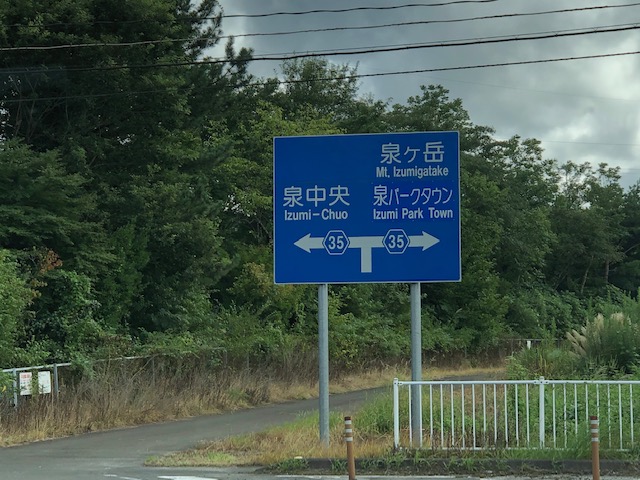 泉ヶ岳
Mt. Izumigatake
泉中央
Izumi-Chuo
泉パークタウン
Izumi Park Town
35
35